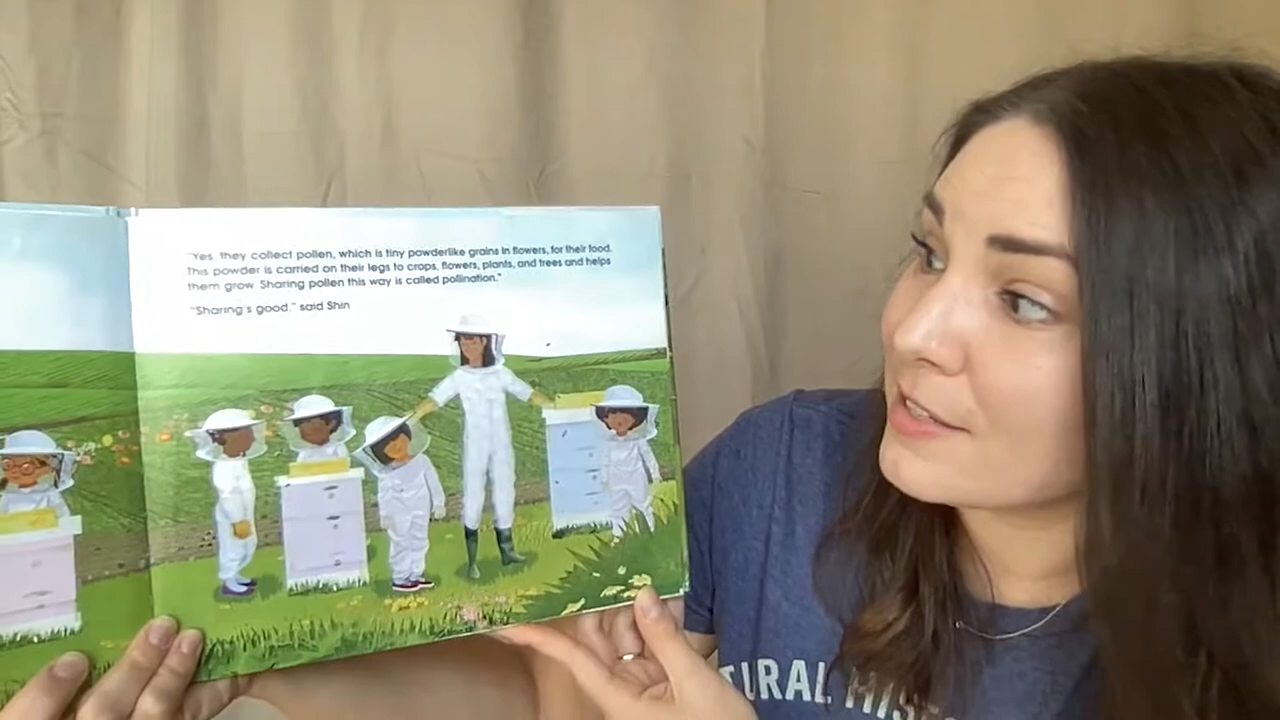 "Yes, they collect pollen, which is tiny powderlike grains in flowers, for their food.
This powder is carried on their legs to crops, flowers, plants, and trees and helps
them grow. Sharing pollen this way is called pollination."
"Sharing's good," said Shin
TURAL HIS